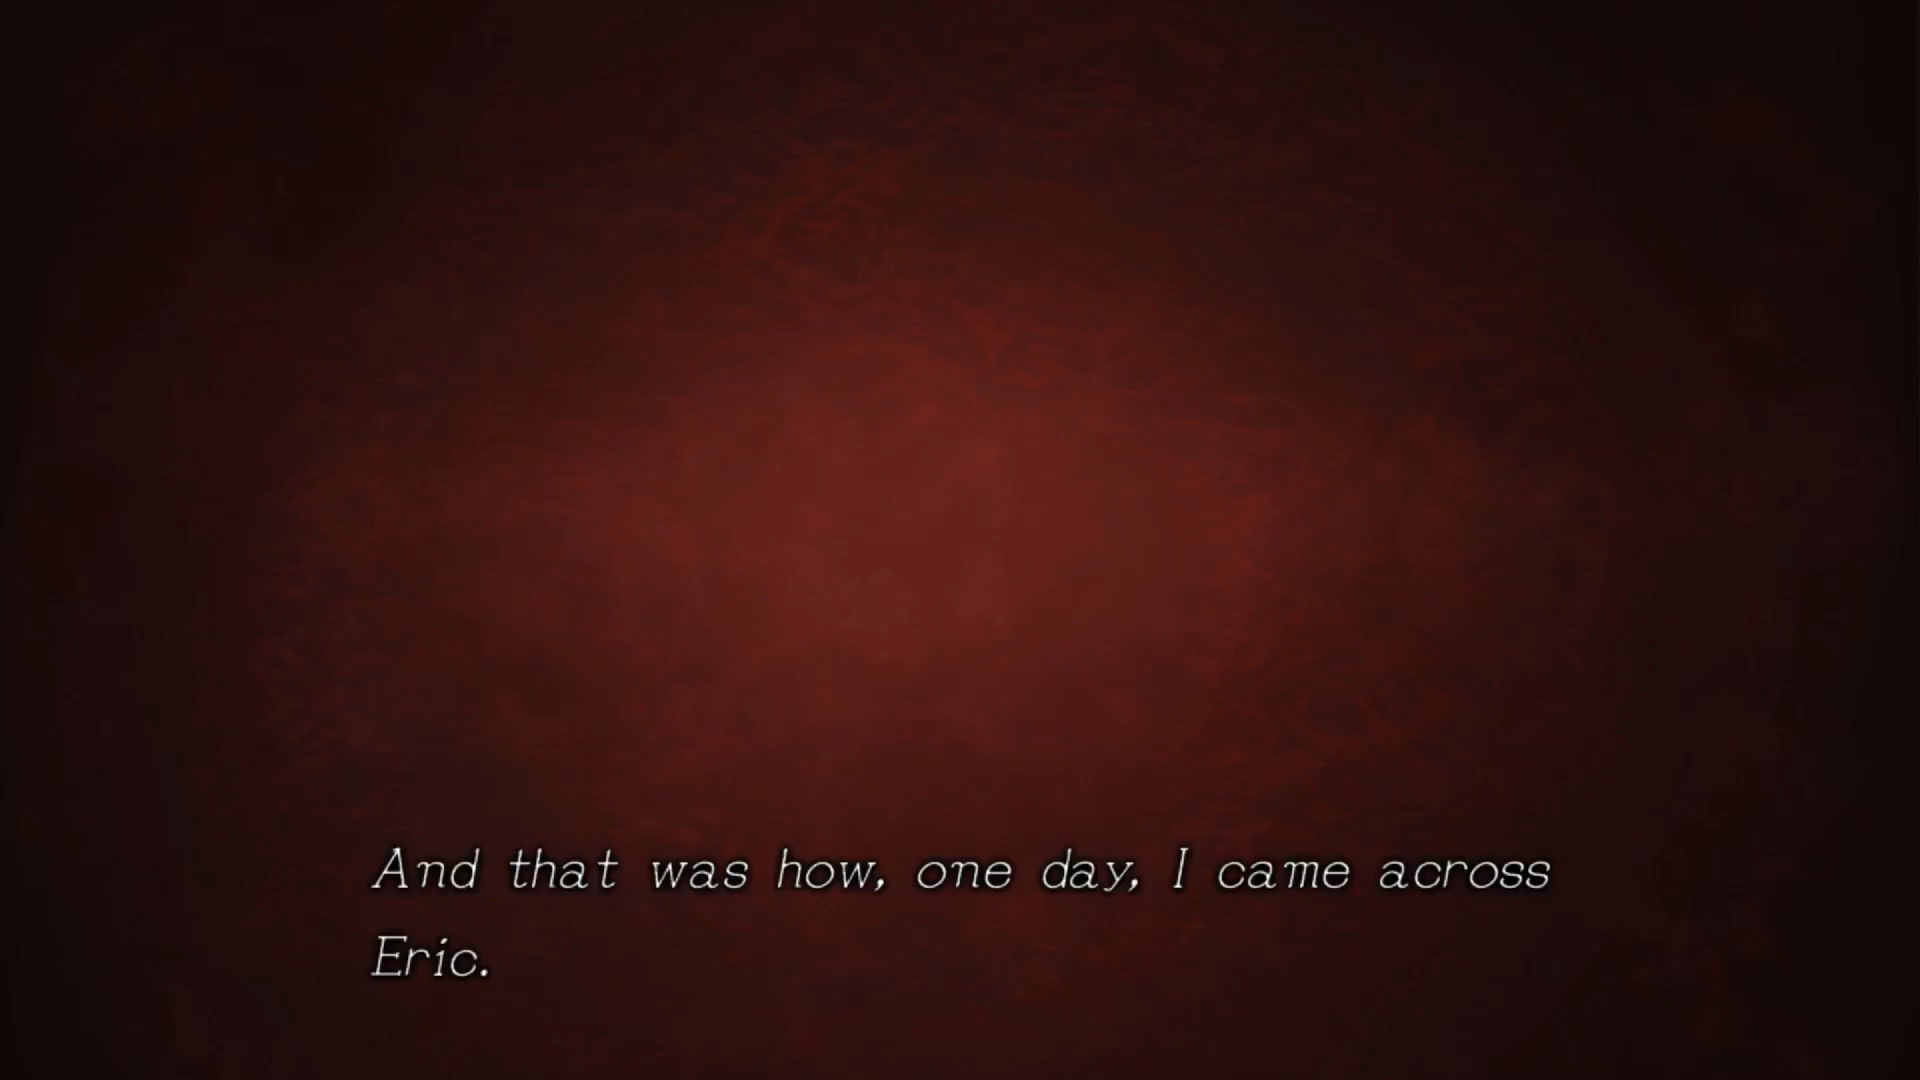 And that was how, one day, I came across
Eric.